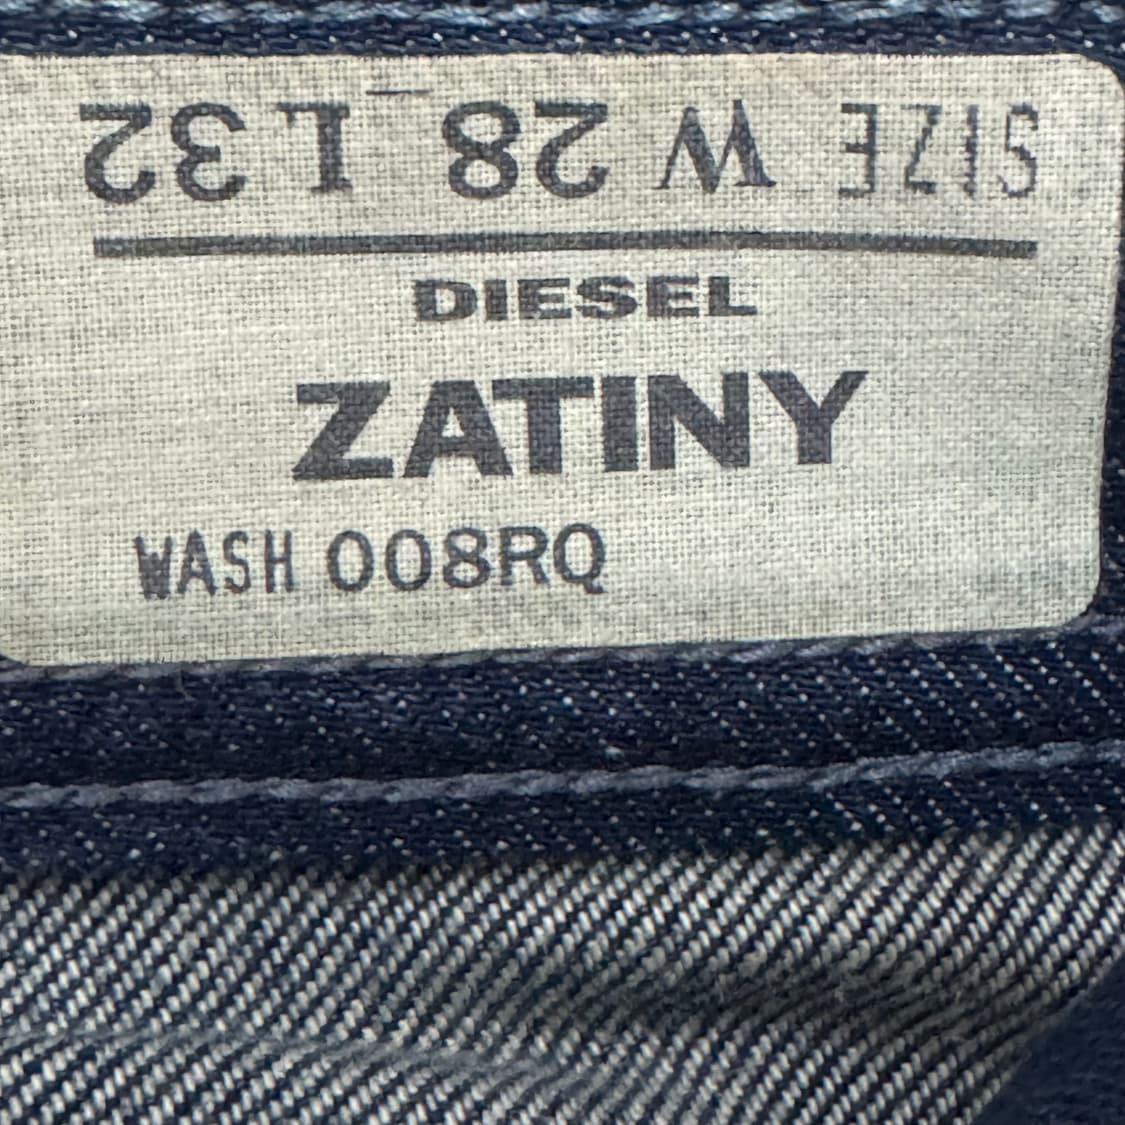 SIZE W 28 L 32
DIESEL
ZATINY
WASH 008RQ